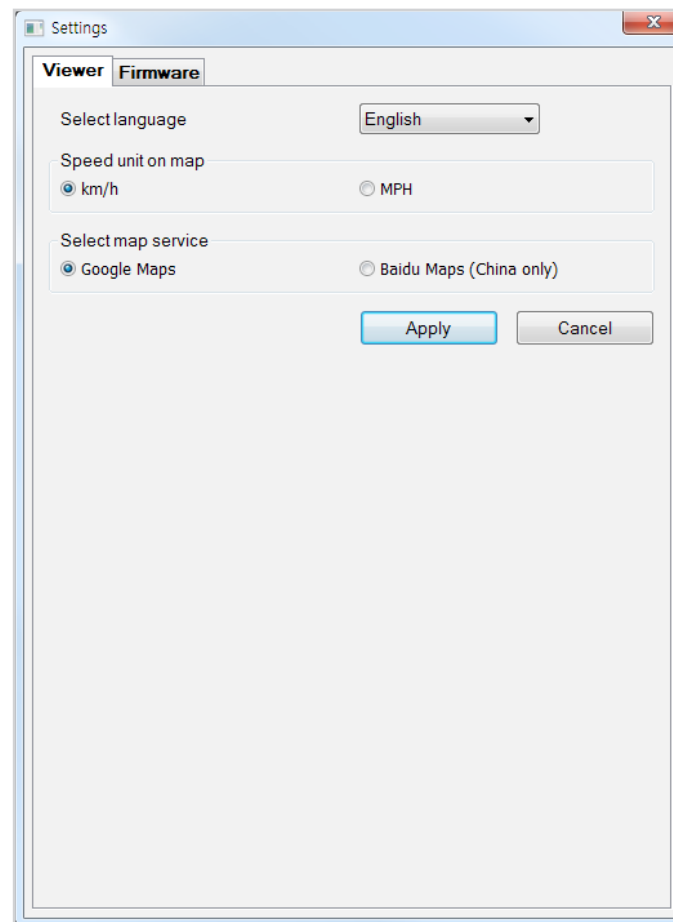 Settings
Viewer Firmware
Select language English
Speed unit on map
km/h MPH
Select map service
Google Maps Baidu Maps (China only)
Apply Cancel